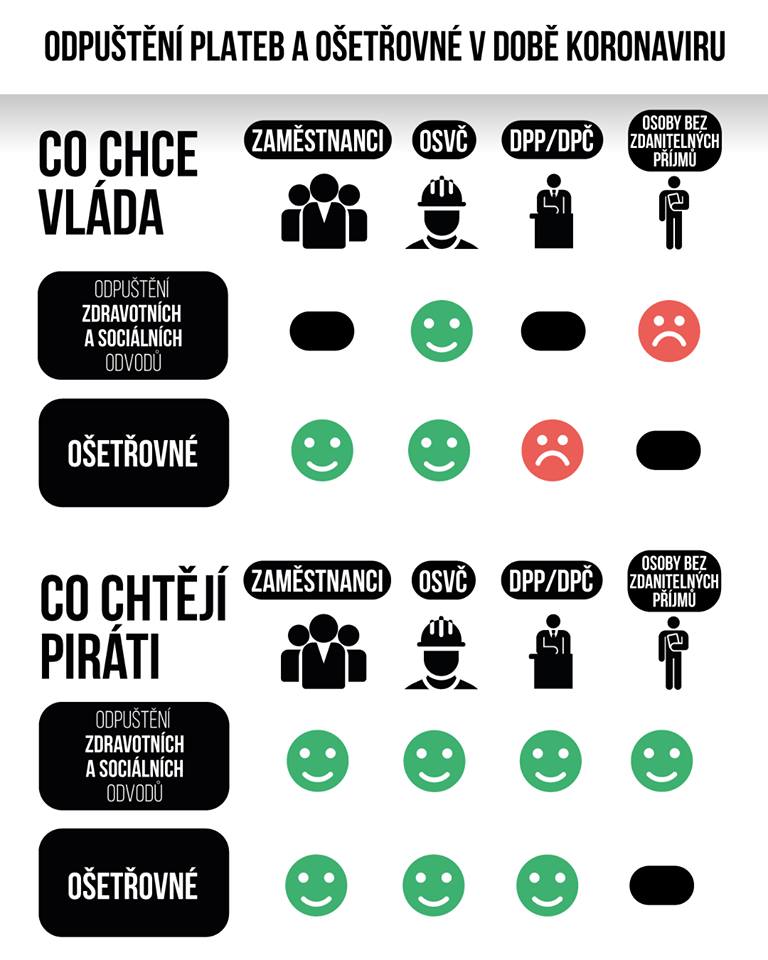 ODPUŠTĚNÍ PLATEB A OŠETŘOVNÉ V DOBĚ KORONAVIRU
CO CHCE
VLÁDA
ZAMĚSTNANCI
OSVČ
DPP/DPČ
OSOBY BEZ
ZDANITELNÝCH
PŘÍJMŮ
ODPUŠTĚNÍ
ZDRAVOTNÍCH
A SOCIÁLNÍCH
ODVODŮ
OŠETŘOVNÉ
CO CHTĚJÍ
PIRÁTI
ZAMĚSTNANCI
OSVČ
DPP/DPČ
OSOBY BEZ
ZDANITELNÝCH
PŘÍJMŮ
ODPUŠTĚNÍ
ZDRAVOTNÍCH
A SOCIÁLNÍCH
ODVODŮ
OŠETŘOVNÉ